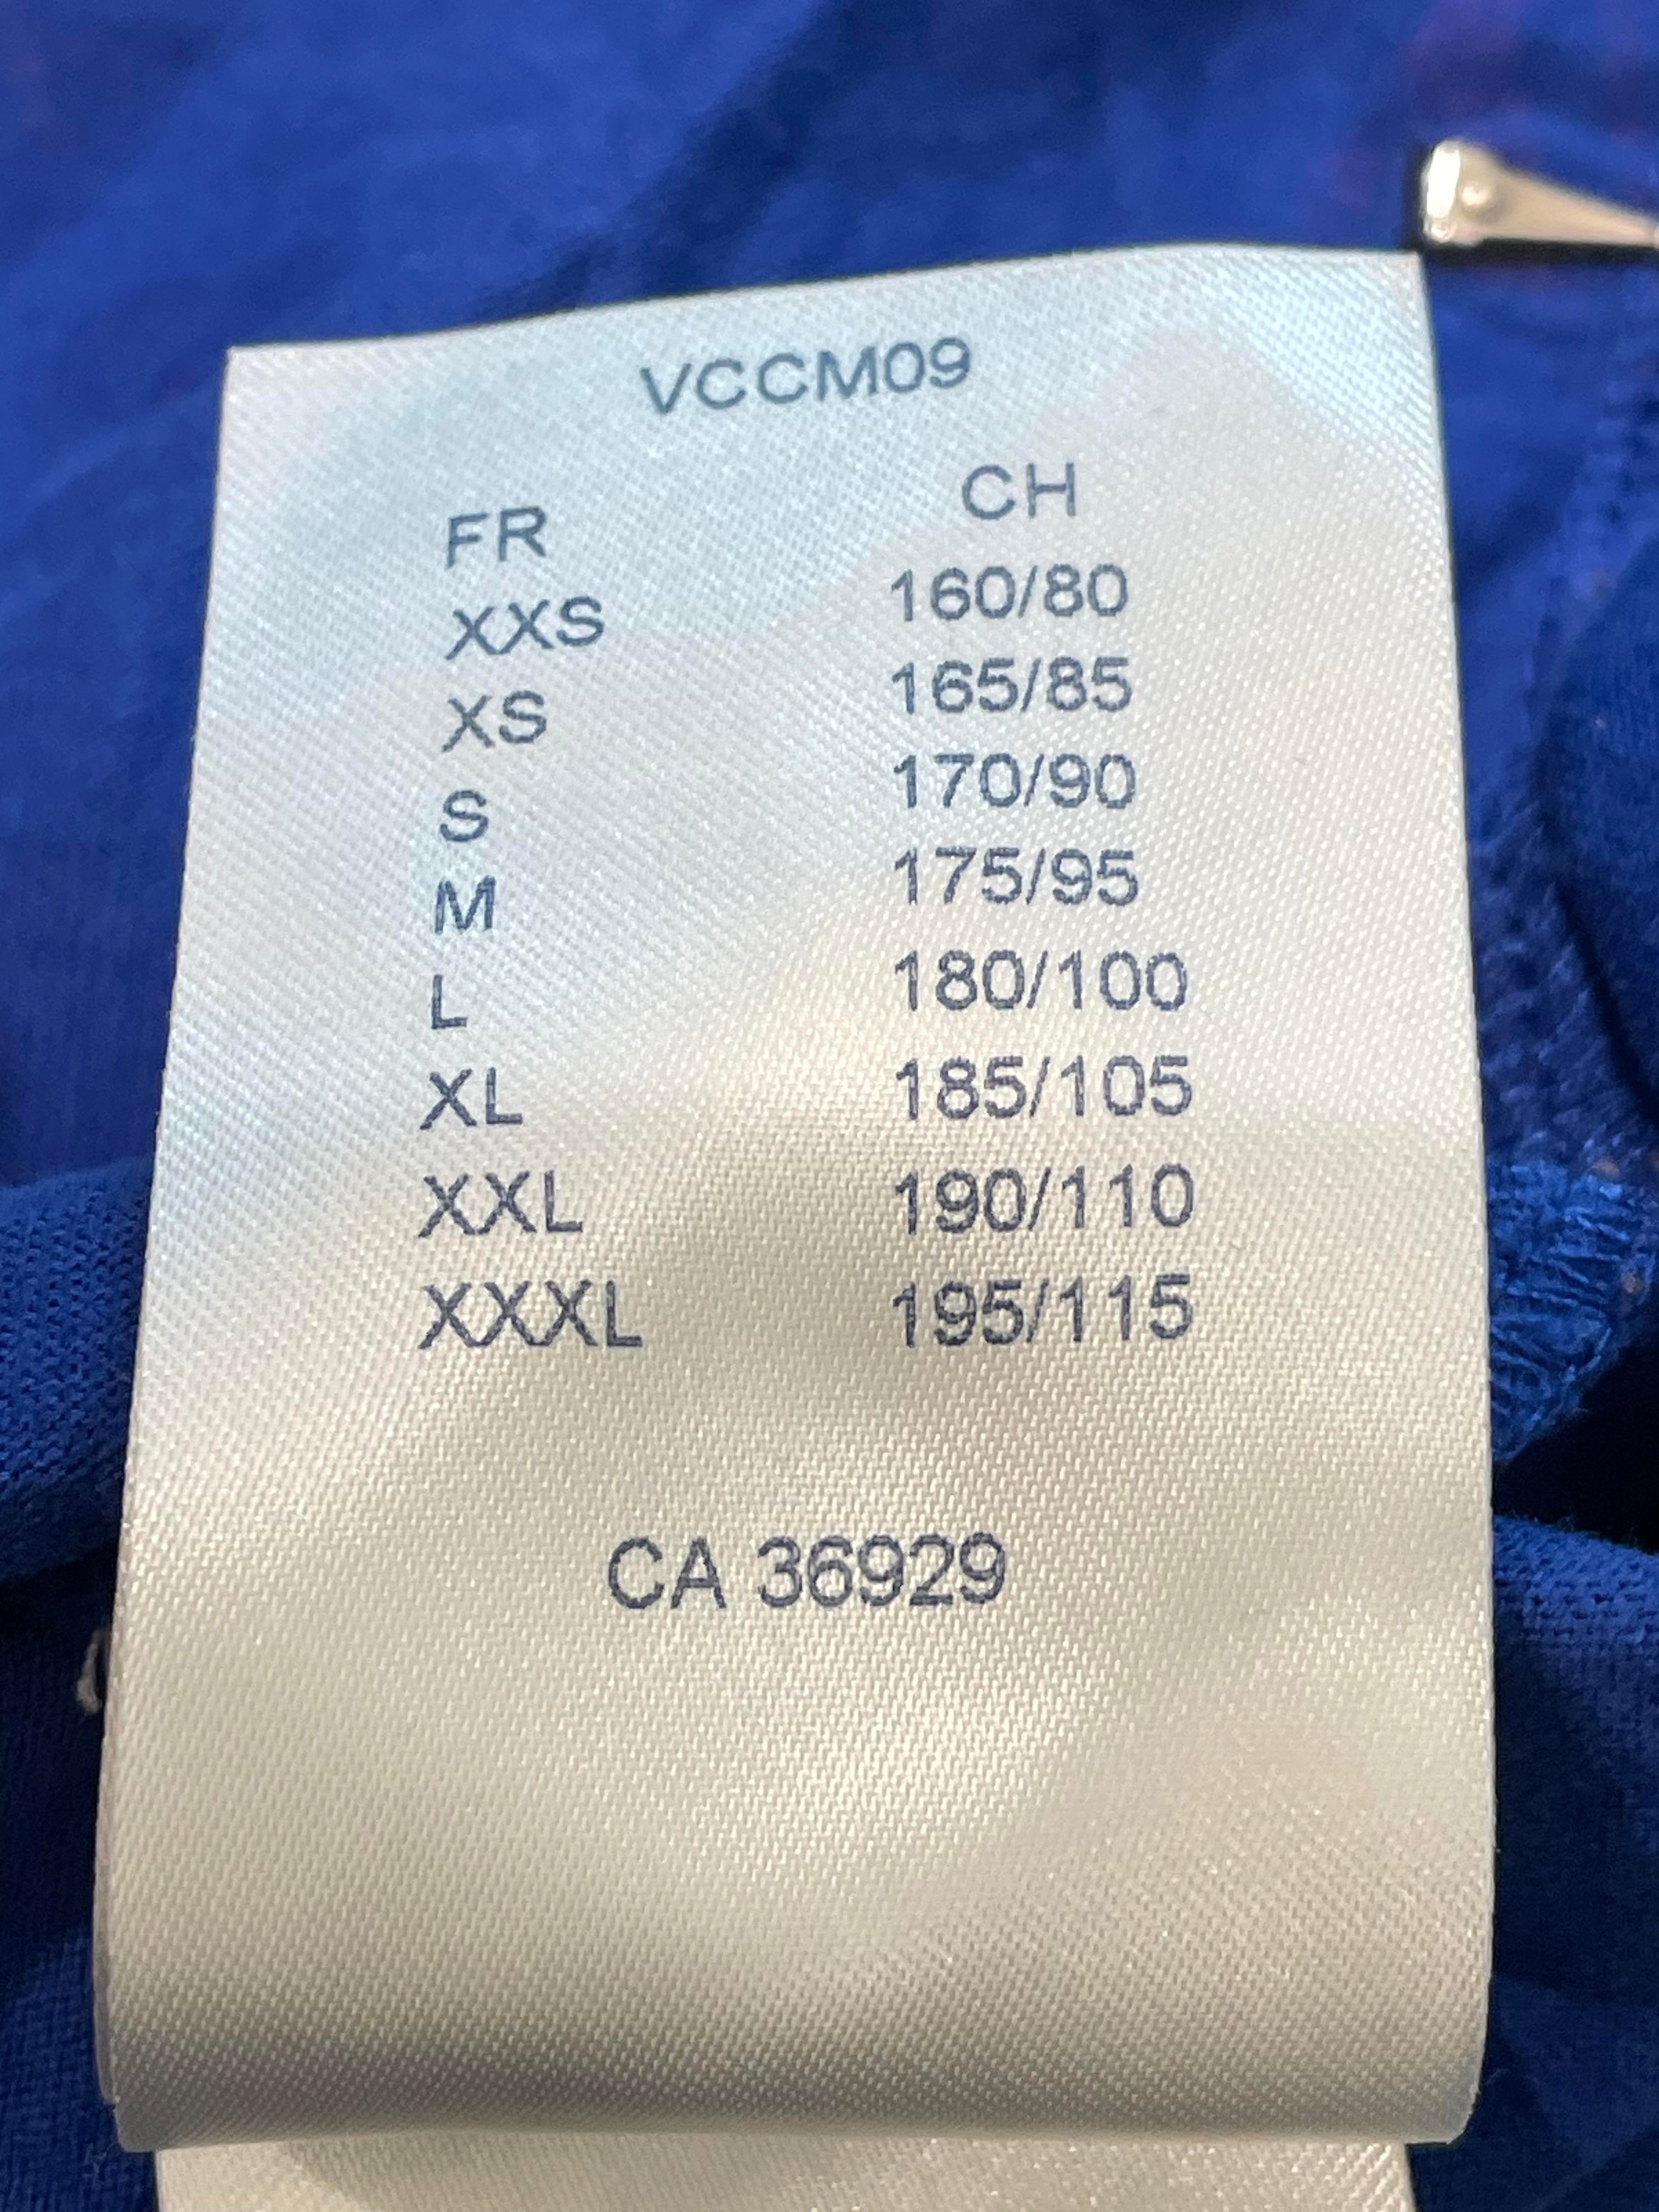 VCCM09
FR CH
XXS 160/80
XS 165/85
S 170/90
M 175/95
L 180/100
XL 185/105
XXL 190/110
XXXL 195/115
CA 36929